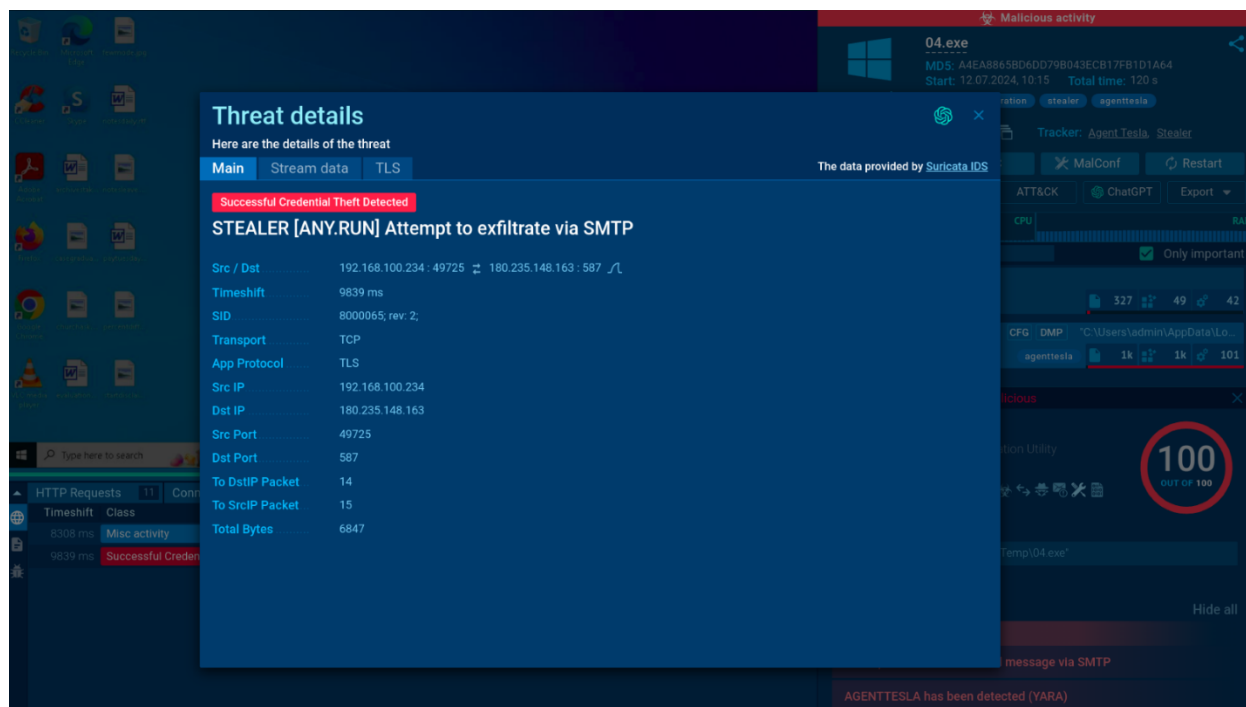 Malicious activity
04.exe
MD5: A4EA8865BD6DD79B043ECB17FB1D1A64
Start: 12.07.2024, 10:15 Total time: 120 s
ration stealer agenttesla
Tracker: Agent Tesla, Stealer
MalConf Restart
ATT&CK ChatGPT Export
CPU RA
Only important
327 49 42
CFG DMP "C:\Users\admin\AppData\Lo...
agenttesla 1k 1k 101
licious
tion Utility
100
OUT OF 100
Temp\04.exe"
Hide all
message via SMTP
AGENTTESLA has been detected (YARA)
Threat details
Here are the details of the threat
Main Stream data TLS
The data provided by Suricata IDS
Successful Credential Theft Detected
STEALER [ANY.RUN] Attempt to exfiltrate via SMTP
Src / Dst 192.168.100.234 : 49725 ⇄ 180.235.148.163 : 587
Timeshift 9839 ms
SID 8000065; rev: 2;
Transport TCP
App Protocol TLS
Src IP 192.168.100.234
Dst IP 180.235.148.163
Src Port 49725
Dst Port 587
To DstIP Packet 14
To SrcIP Packet 15
Total Bytes 6847
Type here to search
HTTP Requests 11 Conn
Timeshift Class
8308 ms Misc activity
9839 ms Successful Creden